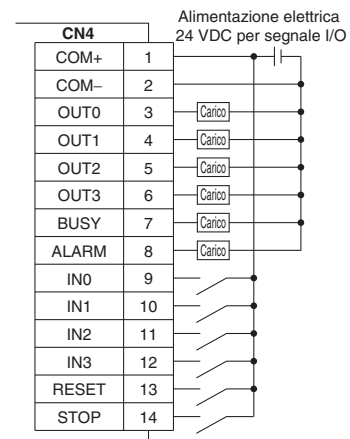 Alimentazione elettrica
24 VDC per segnale I/O
CN4
COM+ 1
COM– 2
OUT0 3 Carico
OUT1 4 Carico
OUT2 5 Carico
OUT3 6 Carico
BUSY 7 Carico
ALARM 8 Carico
IN0 9
IN1 10
IN2 11
IN3 12
RESET 13
STOP 14